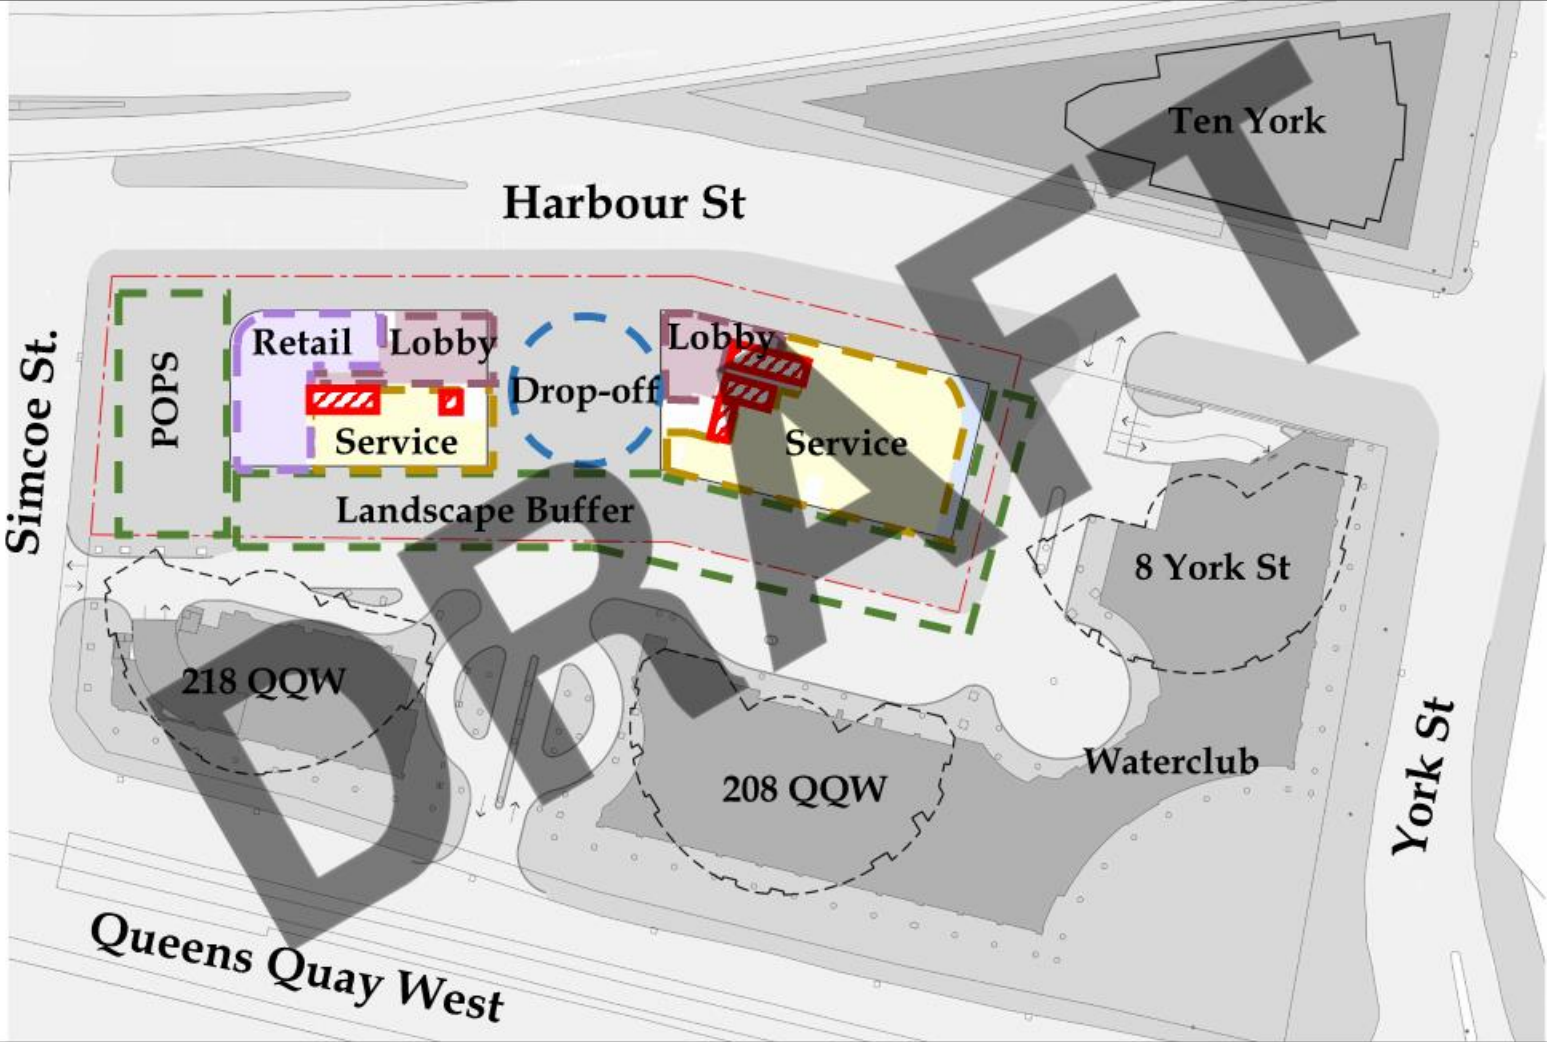 Ten York
Harbour St
Simcoe St.
POPS
Retail
Lobby
Lobby
Drop-off
Service
Service
Landscape Buffer
8 York St
218 QQW
208 QQW
Waterclub
York St
Queens Quay West
DRAFT